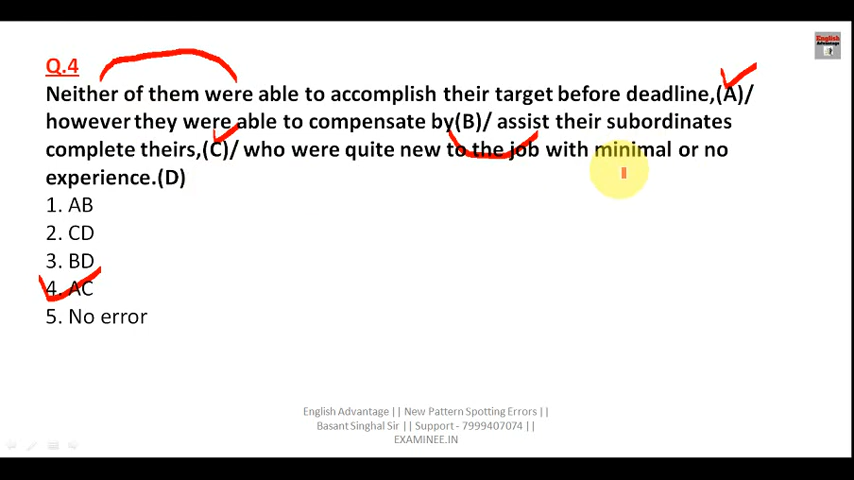 English
Advantage
Q.4
Neither of them were able to accomplish their target before deadline,(A)/
however they were able to compensate by(B)/ assist their subordinates
complete theirs,(C)/ who were quite new to the job with minimal or no
experience.(D)
1. AB
2. CD
3. BD
4. AC
5. No error
English Advantage || New Pattern Spotting Errors ||
Basant Singhal Sir || Support - 7999407074 ||
EXAMINEE.IN